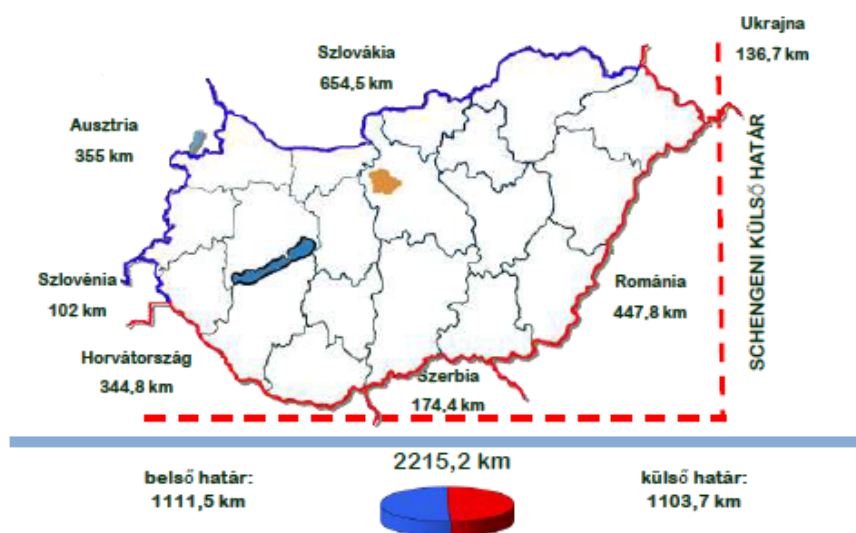 Ukrajna
136,7 km
Szlovákia
654,5 km
Ausztria
355 km
SCHENGENI KÜLSŐ HATÁR
Szlovénia
102 km
Románia
447,8 km
Horvátország
344,8 km
Szerbia
174,4 km
2215,2 km
belső határ:
1111,5 km
külső határ:
1103,7 km